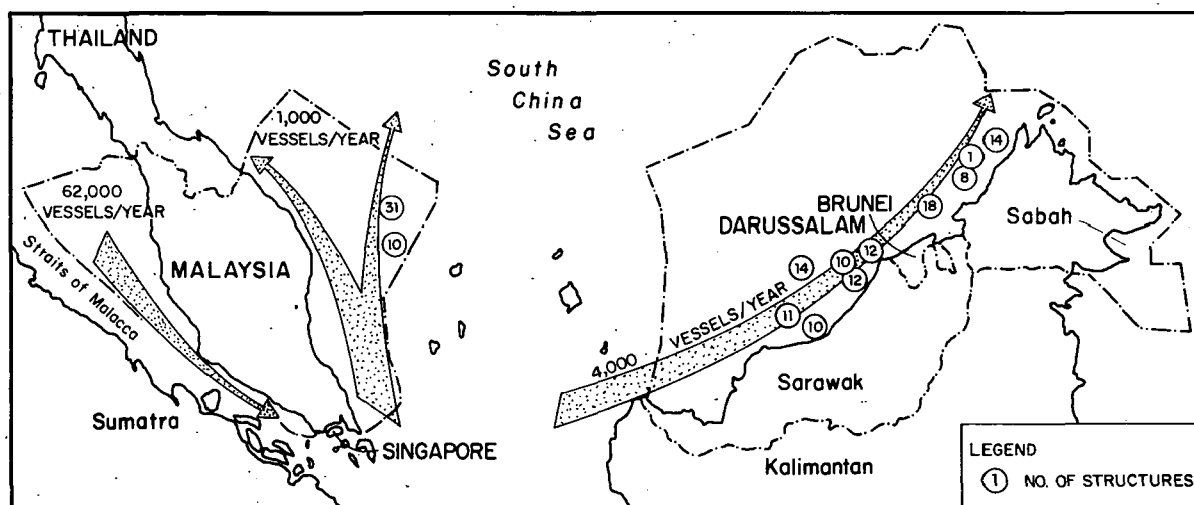 THAILAND
South
China
Sea
1,000
VESSELS/YEAR
62,000
VESSELS/YEAR
31
10
MALAYSIA
Straits of Malacca
Sumatra
SINGAPORE
14
1
8
18
BRUNEI
DARUSSALAM
Sabah
14
10
12
12
4,000 VESSELS/YEAR
11
10
Sarawak
Kalimantan
LEGEND
1 NO. OF STRUCTURES